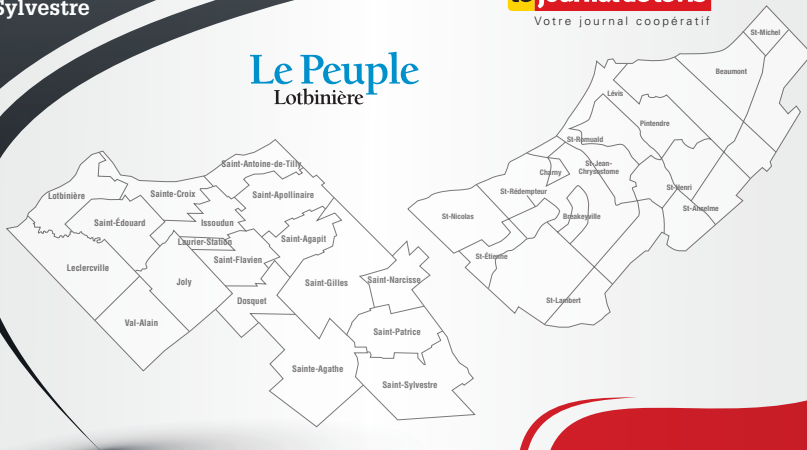 Sylvestre
journal de lévis
Votre journal coopératif
Le Peuple
Lotbinière
St-Michel
Beaumont
Lévis
Pintendre
St-Romuald
St-Jean-
Chrysostome
Charny
St-Rédempteur
St-Henri
St-Anselme
St-Nicolas
Breakeyville
St-Étienne
St-Lambert
Saint-Antoine-de-Tilly
Lotbinière
Sainte-Croix
Saint-Apollinaire
Saint-Édouard
Issoudun
Laurier-Station
Saint-Agapit
Saint-Flavien
Leclercville
Joly
Saint-Gilles
Saint-Narcisse
Dosquet
Val-Alain
Saint-Patrice
Sainte-Agathe
Saint-Sylvestre